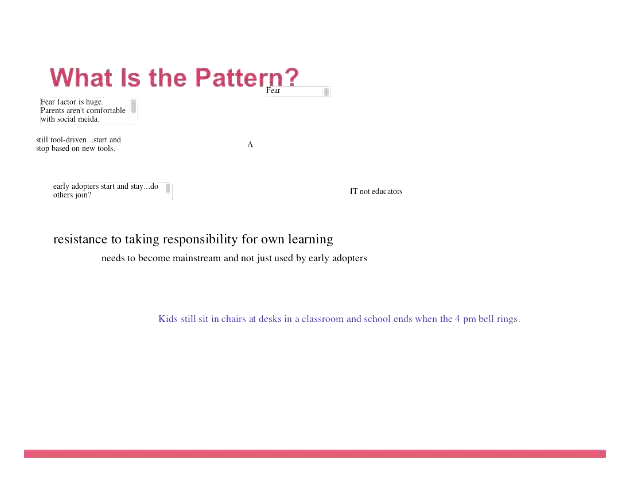 What Is the Pattern?
Fear
Fear factor is huge.
Parents aren't comfortable
with social meida.
still tool-driven ...start and
stop based on new tools.
A
early adopters start and stay...do
others join?
IT not educators
resistance to taking responsibility for own learning
needs to become mainstream and not just used by early adopters
Kids still sit in chairs at desks in a classroom and school ends when the 4 pm bell rings.